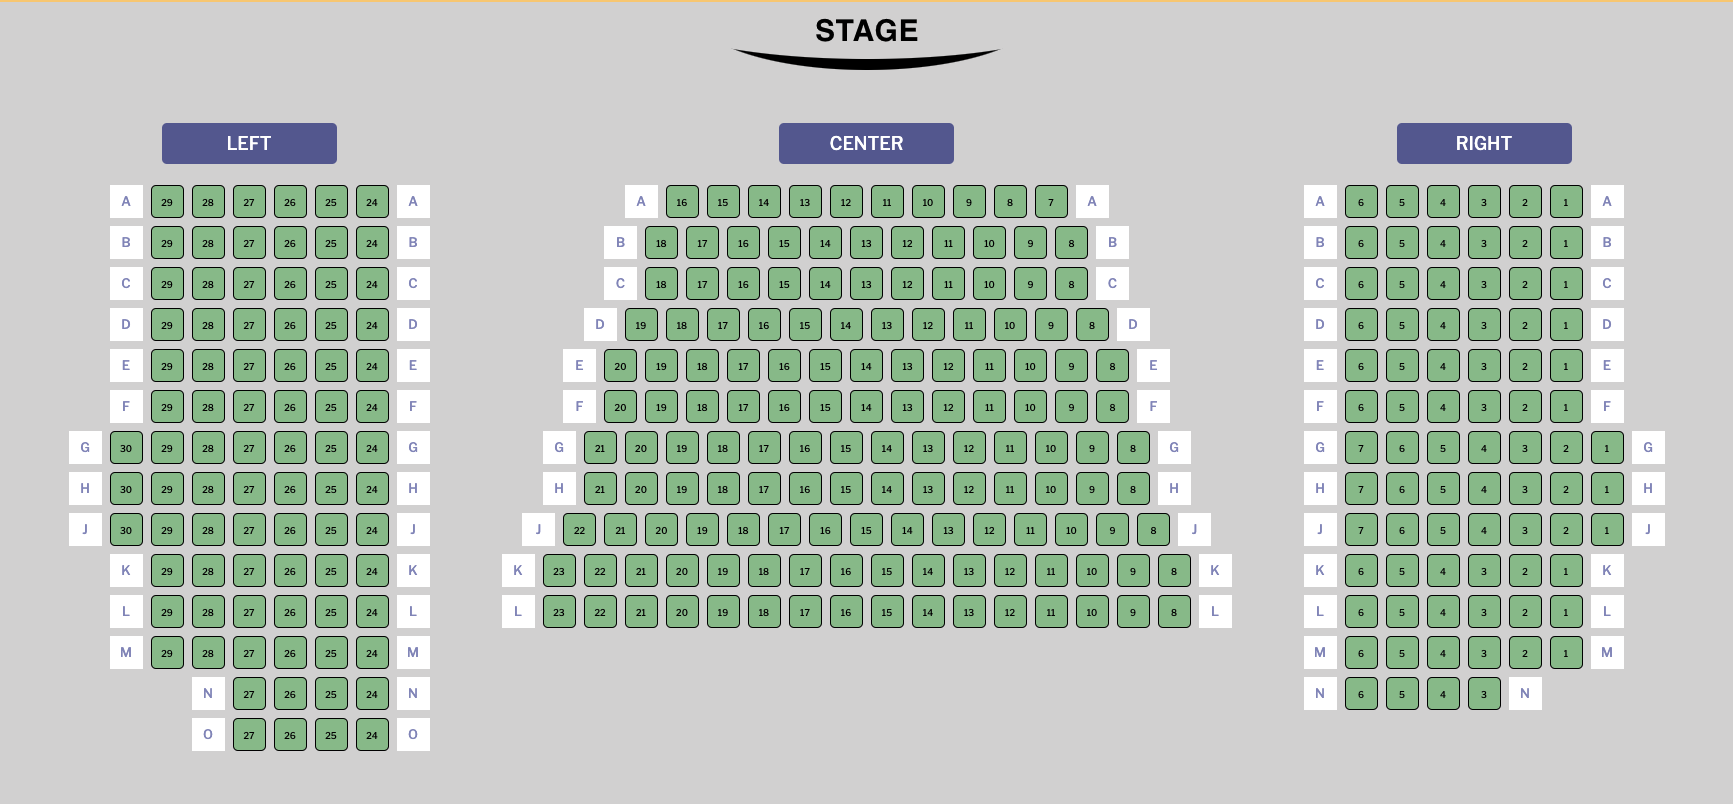 STAGE
LEFT CENTER RIGHT
A 29 28 27 26 25 24 A A 16 15 14 13 12 11 10 9 8 7 A A 6 5 4 3 2 1 A
B 29 28 27 26 25 24 B B 18 17 16 15 14 13 12 11 10 9 8 B B 6 5 4 3 2 1 B
C 29 28 27 26 25 24 C C 18 17 16 15 14 13 12 11 10 9 8 C C 6 5 4 3 2 1 C
D 29 28 27 26 25 24 D D 19 18 17 16 15 14 13 12 11 10 9 8 D D 6 5 4 3 2 1 D
E 29 28 27 26 25 24 E E 20 19 18 17 16 15 14 13 12 11 10 9 8 E E 6 5 4 3 2 1 E
F 29 28 27 26 25 24 F F 20 19 18 17 16 15 14 13 12 11 10 9 8 F F 6 5 4 3 2 1 F
G 30 29 28 27 26 25 24 G G 21 20 19 18 17 16 15 14 13 12 11 10 9 8 G G 7 6 5 4 3 2 1 G
H 30 29 28 27 26 25 24 H H 21 20 19 18 17 16 15 14 13 12 11 10 9 8 H H 7 6 5 4 3 2 1 H
J 30 29 28 27 26 25 24 J J 22 21 20 19 18 17 16 15 14 13 12 11 10 9 8 J J 7 6 5 4 3 2 1 J
K 29 28 27 26 25 24 K K 23 22 21 20 19 18 17 16 15 14 13 12 11 10 9 8 K K 6 5 4 3 2 1 K
L 29 28 27 26 25 24 L L 23 22 21 20 19 18 17 16 15 14 13 12 11 10 9 8 L L 6 5 4 3 2 1 L
M 29 28 27 26 25 24 M M 6 5 4 3 2 1 M
N 27 26 25 24 N N 6 5 4 3 N
O 27 26 25 24 O